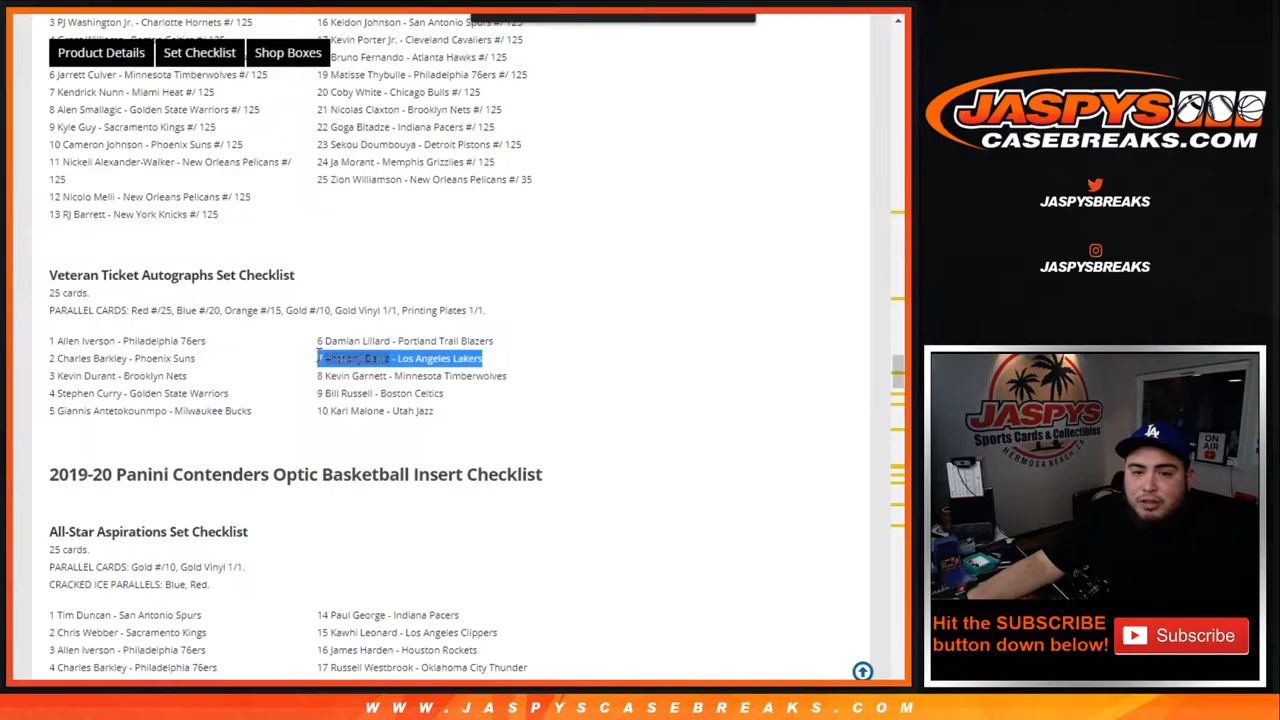 3 PJ Washington Jr. - Charlotte Hornets #/ 125
Product Details
Set Checklist
Shop Boxes
6 Jarrett Culver - Minnesota Timberwolves #/ 125
7 Kendrick Nunn - Miami Heat #/ 125
8 Alen Smailagic - Golden State Warriors #/ 125
9 Kyle Guy - Sacramento Kings #/ 125
10 Cameron Johnson - Phoenix Suns #/ 125
11 Nickeil Alexander-Walker - New Orleans Pelicans #/
125
12 Nicolo Melli - New Orleans Pelicans #/ 125
13 RJ Barrett - New York Knicks #/ 125
16 Keldon Johnson - San Antonio Spurs #/ 125
17 Kevin Porter Jr. - Cleveland Cavaliers #/ 125
Bruno Fernando - Atlanta Hawks #/ 125
19 Matisse Thybulle - Philadelphia 76ers #/ 125
20 Coby White - Chicago Bulls #/ 125
21 Nicolas Claxton - Brooklyn Nets #/ 125
22 Goga Bitadze - Indiana Pacers #/ 125
23 Sekou Doumbouya - Detroit Pistons #/ 125
24 Ja Morant - Memphis Grizzlies #/ 125
25 Zion Williamson - New Orleans Pelicans #/ 35
Veteran Ticket Autographs Set Checklist
25 cards.
PARALLEL CARDS: Red #/25, Blue #/20, Orange #/15, Gold #/10, Gold Vinyl 1/1, Printing Plates 1/1.
1 Allen Iverson - Philadelphia 76ers
2 Charles Barkley - Phoenix Suns
3 Kevin Durant - Brooklyn Nets
4 Stephen Curry - Golden State Warriors
5 Giannis Antetokounmpo - Milwaukee Bucks
6 Damian Lillard - Portland Trail Blazers
7 Anthony Davis - Los Angeles Lakers
8 Kevin Garnett - Minnesota Timberwolves
9 Bill Russell - Boston Celtics
10 Karl Malone - Utah Jazz
2019-20 Panini Contenders Optic Basketball Insert Checklist
All-Star Aspirations Set Checklist
25 cards.
PARALLEL CARDS: Gold #/10, Gold Vinyl 1/1.
CRACKED ICE PARALLELS: Blue, Red.
1 Tim Duncan - San Antonio Spurs
2 Chris Webber - Sacramento Kings
3 Allen Iverson - Philadelphia 76ers
4 Charles Barkley - Philadelphia 76ers
14 Paul George - Indiana Pacers
15 Kawhi Leonard - Los Angeles Clippers
16 James Harden - Houston Rockets
17 Russell Westbrook - Oklahoma City Thunder
JASPYS
CASEBREAKS.COM
JASPYSBREAKS
JASPYSBREAKS
JASPYS
Sports Cards & Collectibles
HERMOSA BEACH, CA
LA
ON AIR
Hit the SUBSCRIBE
button down below!
Subscribe
WWW.JASPYSCASEBREAKS.COM